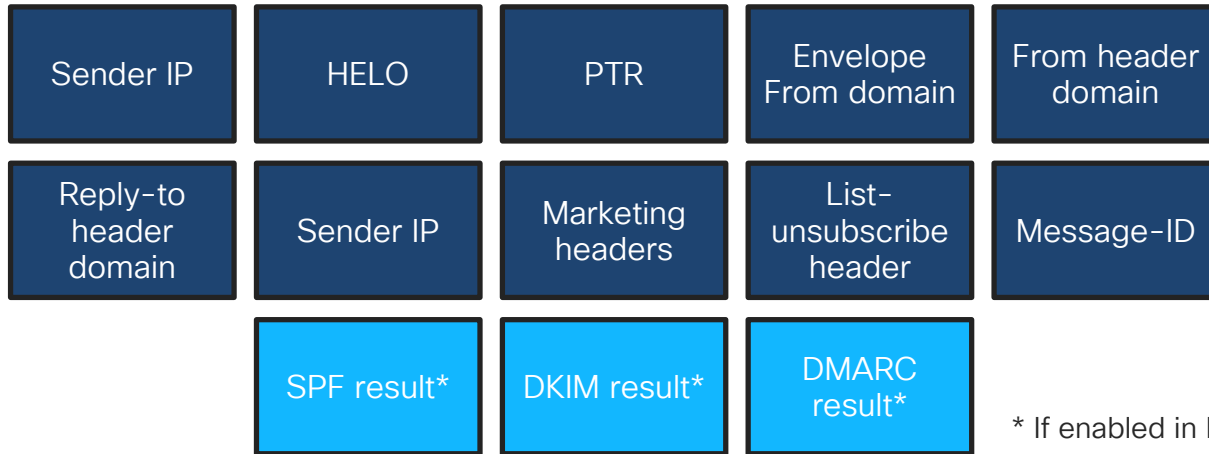 Sender IP
HELO
PTR
Envelope
From domain
From header
domain
Reply-to
header
domain
Sender IP
Marketing
headers
List-
unsubscribe
header
Message-ID
SPF result*
DKIM result*
DMARC
result*
* If enabled in